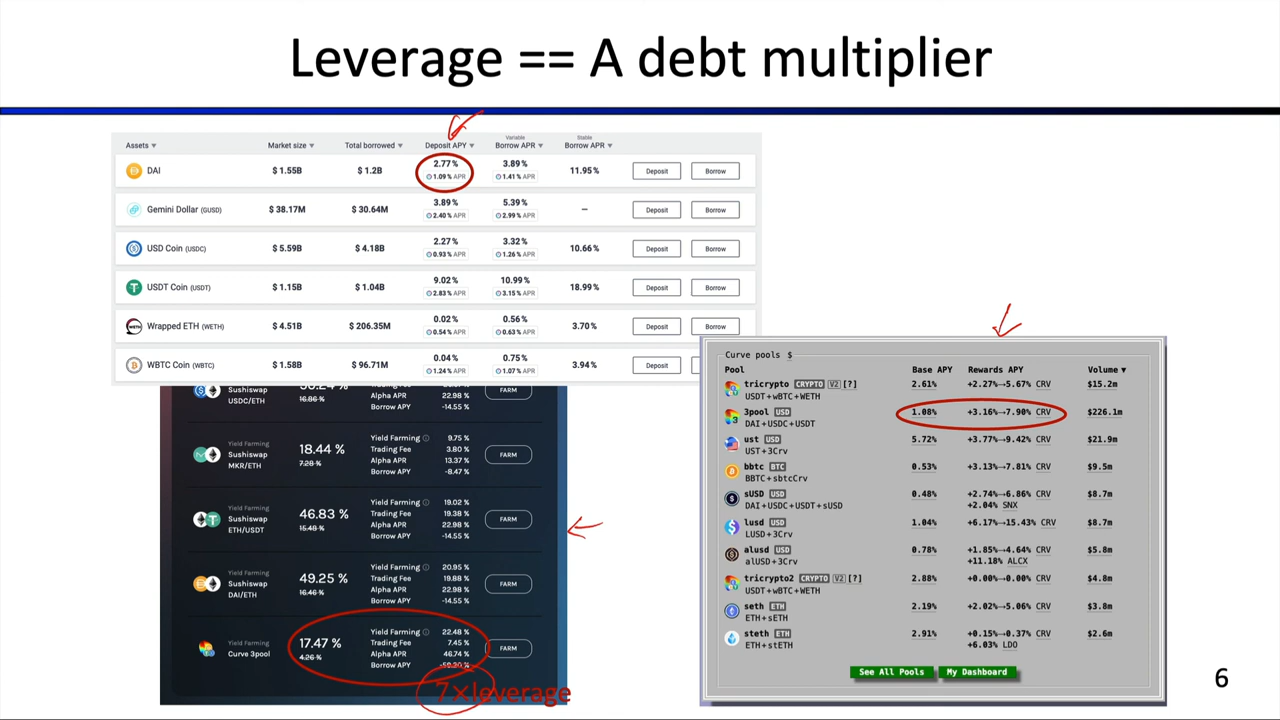 Leverage == A debt multiplier
Assets Market size Total borrowed Deposit APY Variable Borrow APR Stable Borrow APR
DAI $ 1.55B $ 1.2B 2.77% 3.89% 11.95% Deposit Borrow
1.09% APR 1.41% APR
Gemini Dollar (GUSD) $ 38.17M $ 30.64M 3.89% 5.39% — Deposit Borrow
2.40% APR 2.99% APR
USD Coin (USDC) $ 5.59B $ 4.18B 2.27% 3.32% 10.66% Deposit Borrow
0.93% APR 1.26% APR
USDT Coin (USDT) $ 1.15B $ 1.04B 9.02% 10.99% 18.99% Deposit Borrow
2.83% APR 3.15% APR
Wrapped ETH (WETH) $ 4.51B $ 206.35M 0.02% 0.56% 3.70% Deposit Borrow
0.54% APR 0.63% APR
WBTC Coin (WBTC) $ 1.58B $ 96.71M 0.04% 0.75% 3.94% Deposit
1.24% APR 1.07% APR
Sushiswap Alpha APR 22.98 % FARM
USDC/ETH 16.86 % Borrow APY -14.55 %
Yield Farming Yield Farming 9.75 %
Sushiswap 18.44 % Trading Fee 3.80 % FARM
MKR/ETH 7.28 % Alpha APR 13.37 %
Borrow APY -8.47 %
Yield Farming Yield Farming 19.02 %
Sushiswap 46.83 % Trading Fee 19.38 % FARM
ETH/USDT 15.48 % Alpha APR 22.98 %
Borrow APY -14.55 %
Yield Farming Yield Farming 20.95 %
Sushiswap 49.25 % Trading Fee 19.88 % FARM
DAI/ETH 16.46 % Alpha APR 22.98 %
Borrow APY -14.55 %
Yield Farming Yield Farming 22.48 %
Curve 3pool 17.47 % Trading Fee 7.45 % FARM
4.26 % Alpha APR 46.74 %
Borrow APY
7×leverage
Curve pools $
Pool Base APY Rewards APY Volume
tricrypto CRYPTO V2 [?] 2.61% +2.27%→5.67% CRV $15.2m
USDT+wBTC+WETH
3pool USD 1.08% +3.16%→7.90% CRV $226.1m
DAI+USDC+USDT
ust USD 5.72% +3.77%→9.42% CRV $21.9m
UST+3Crv
bbtc BTC 0.53% +3.13%→7.81% CRV $9.5m
BBTC+sbtcCrv
sUSD USD 0.48% +2.74%→6.86% CRV $8.7m
DAI+USDC+USDT+sUSD +2.04% SNX
lusd USD 1.04% +6.17%→15.43% CRV $8.7m
LUSD+3Crv
alusd USD 0.78% +1.85%→4.64% CRV $5.8m
alUSD+3Crv +11.18% ALCX
tricrypto2 CRYPTO V2 [?] 2.88% +0.00%→0.00% CRV $4.8m
USDT+wBTC+WETH
seth ETH 2.19% +2.02%→5.06% CRV $3.8m
ETH+sETH
steth ETH 2.91% +0.15%→0.37% CRV $2.6m
ETH+stETH +6.03% LDO
See All Pools My Dashboard
6